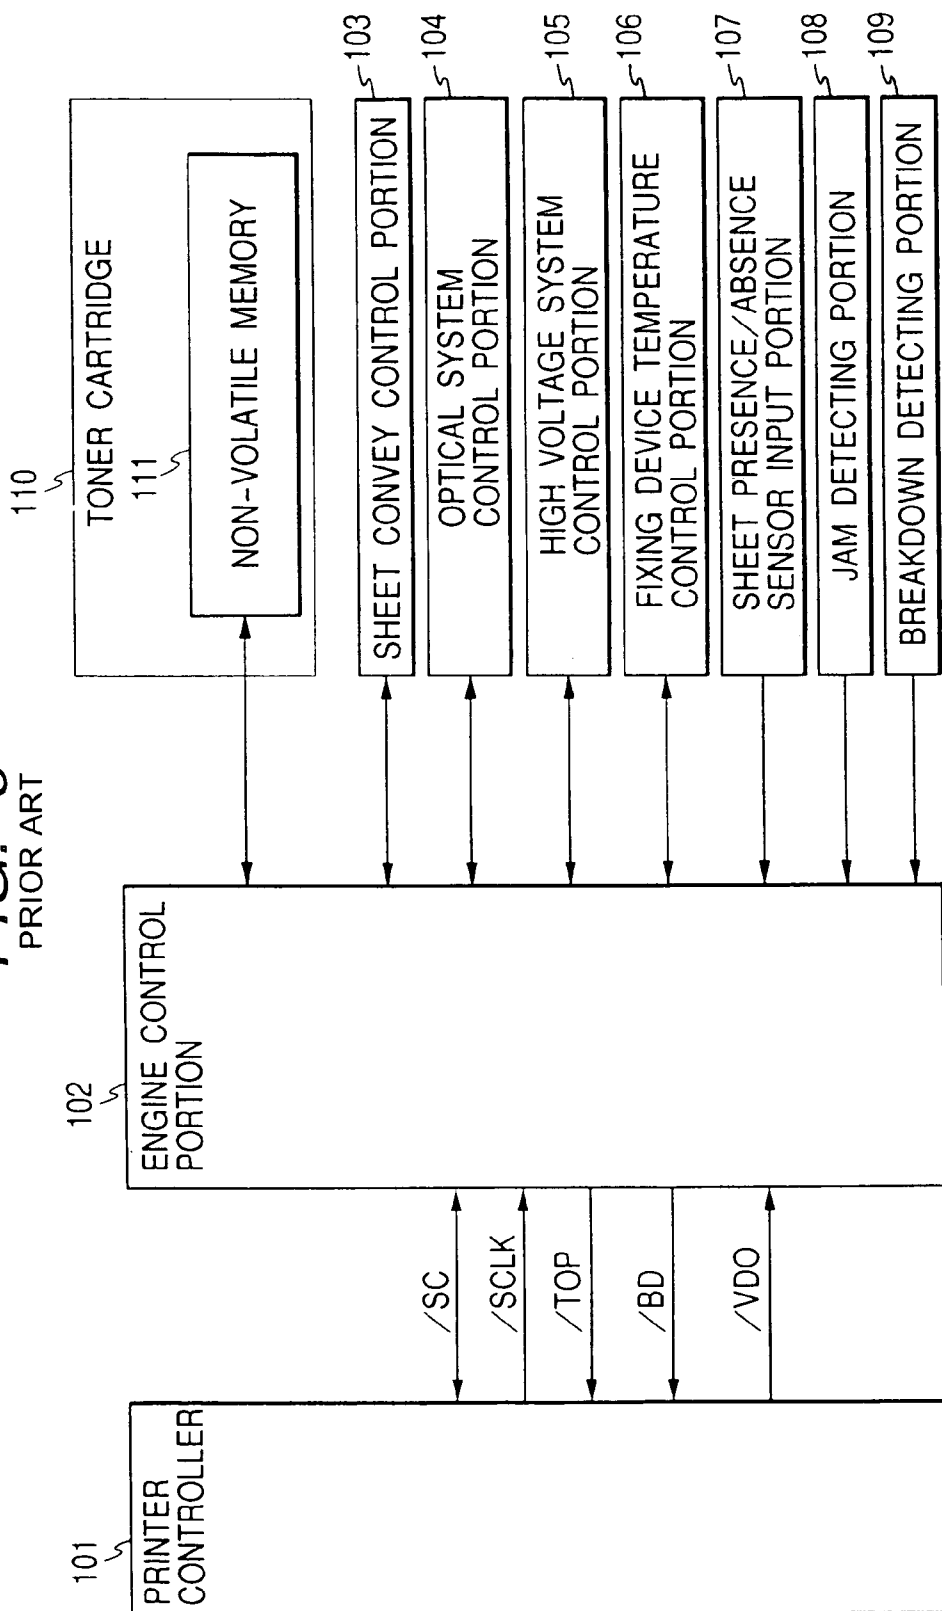 PRIOR ART
101
PRINTER
CONTROLLER
/SC
/SCLK
/TOP
/BD
/VDO
102
ENGINE CONTROL
PORTION
110
TONER CARTRIDGE
111
NON-VOLATILE MEMORY
SHEET CONVEY CONTROL PORTION
103
OPTICAL SYSTEM
CONTROL PORTION
104
HIGH VOLTAGE SYSTEM
CONTROL PORTION
105
FIXING DEVICE TEMPERATURE
CONTROL PORTION
106
SHEET PRESENCE/ABSENCE
SENSOR INPUT PORTION
107
JAM DETECTING PORTION
108
BREAKDOWN DETECTING PORTION
109